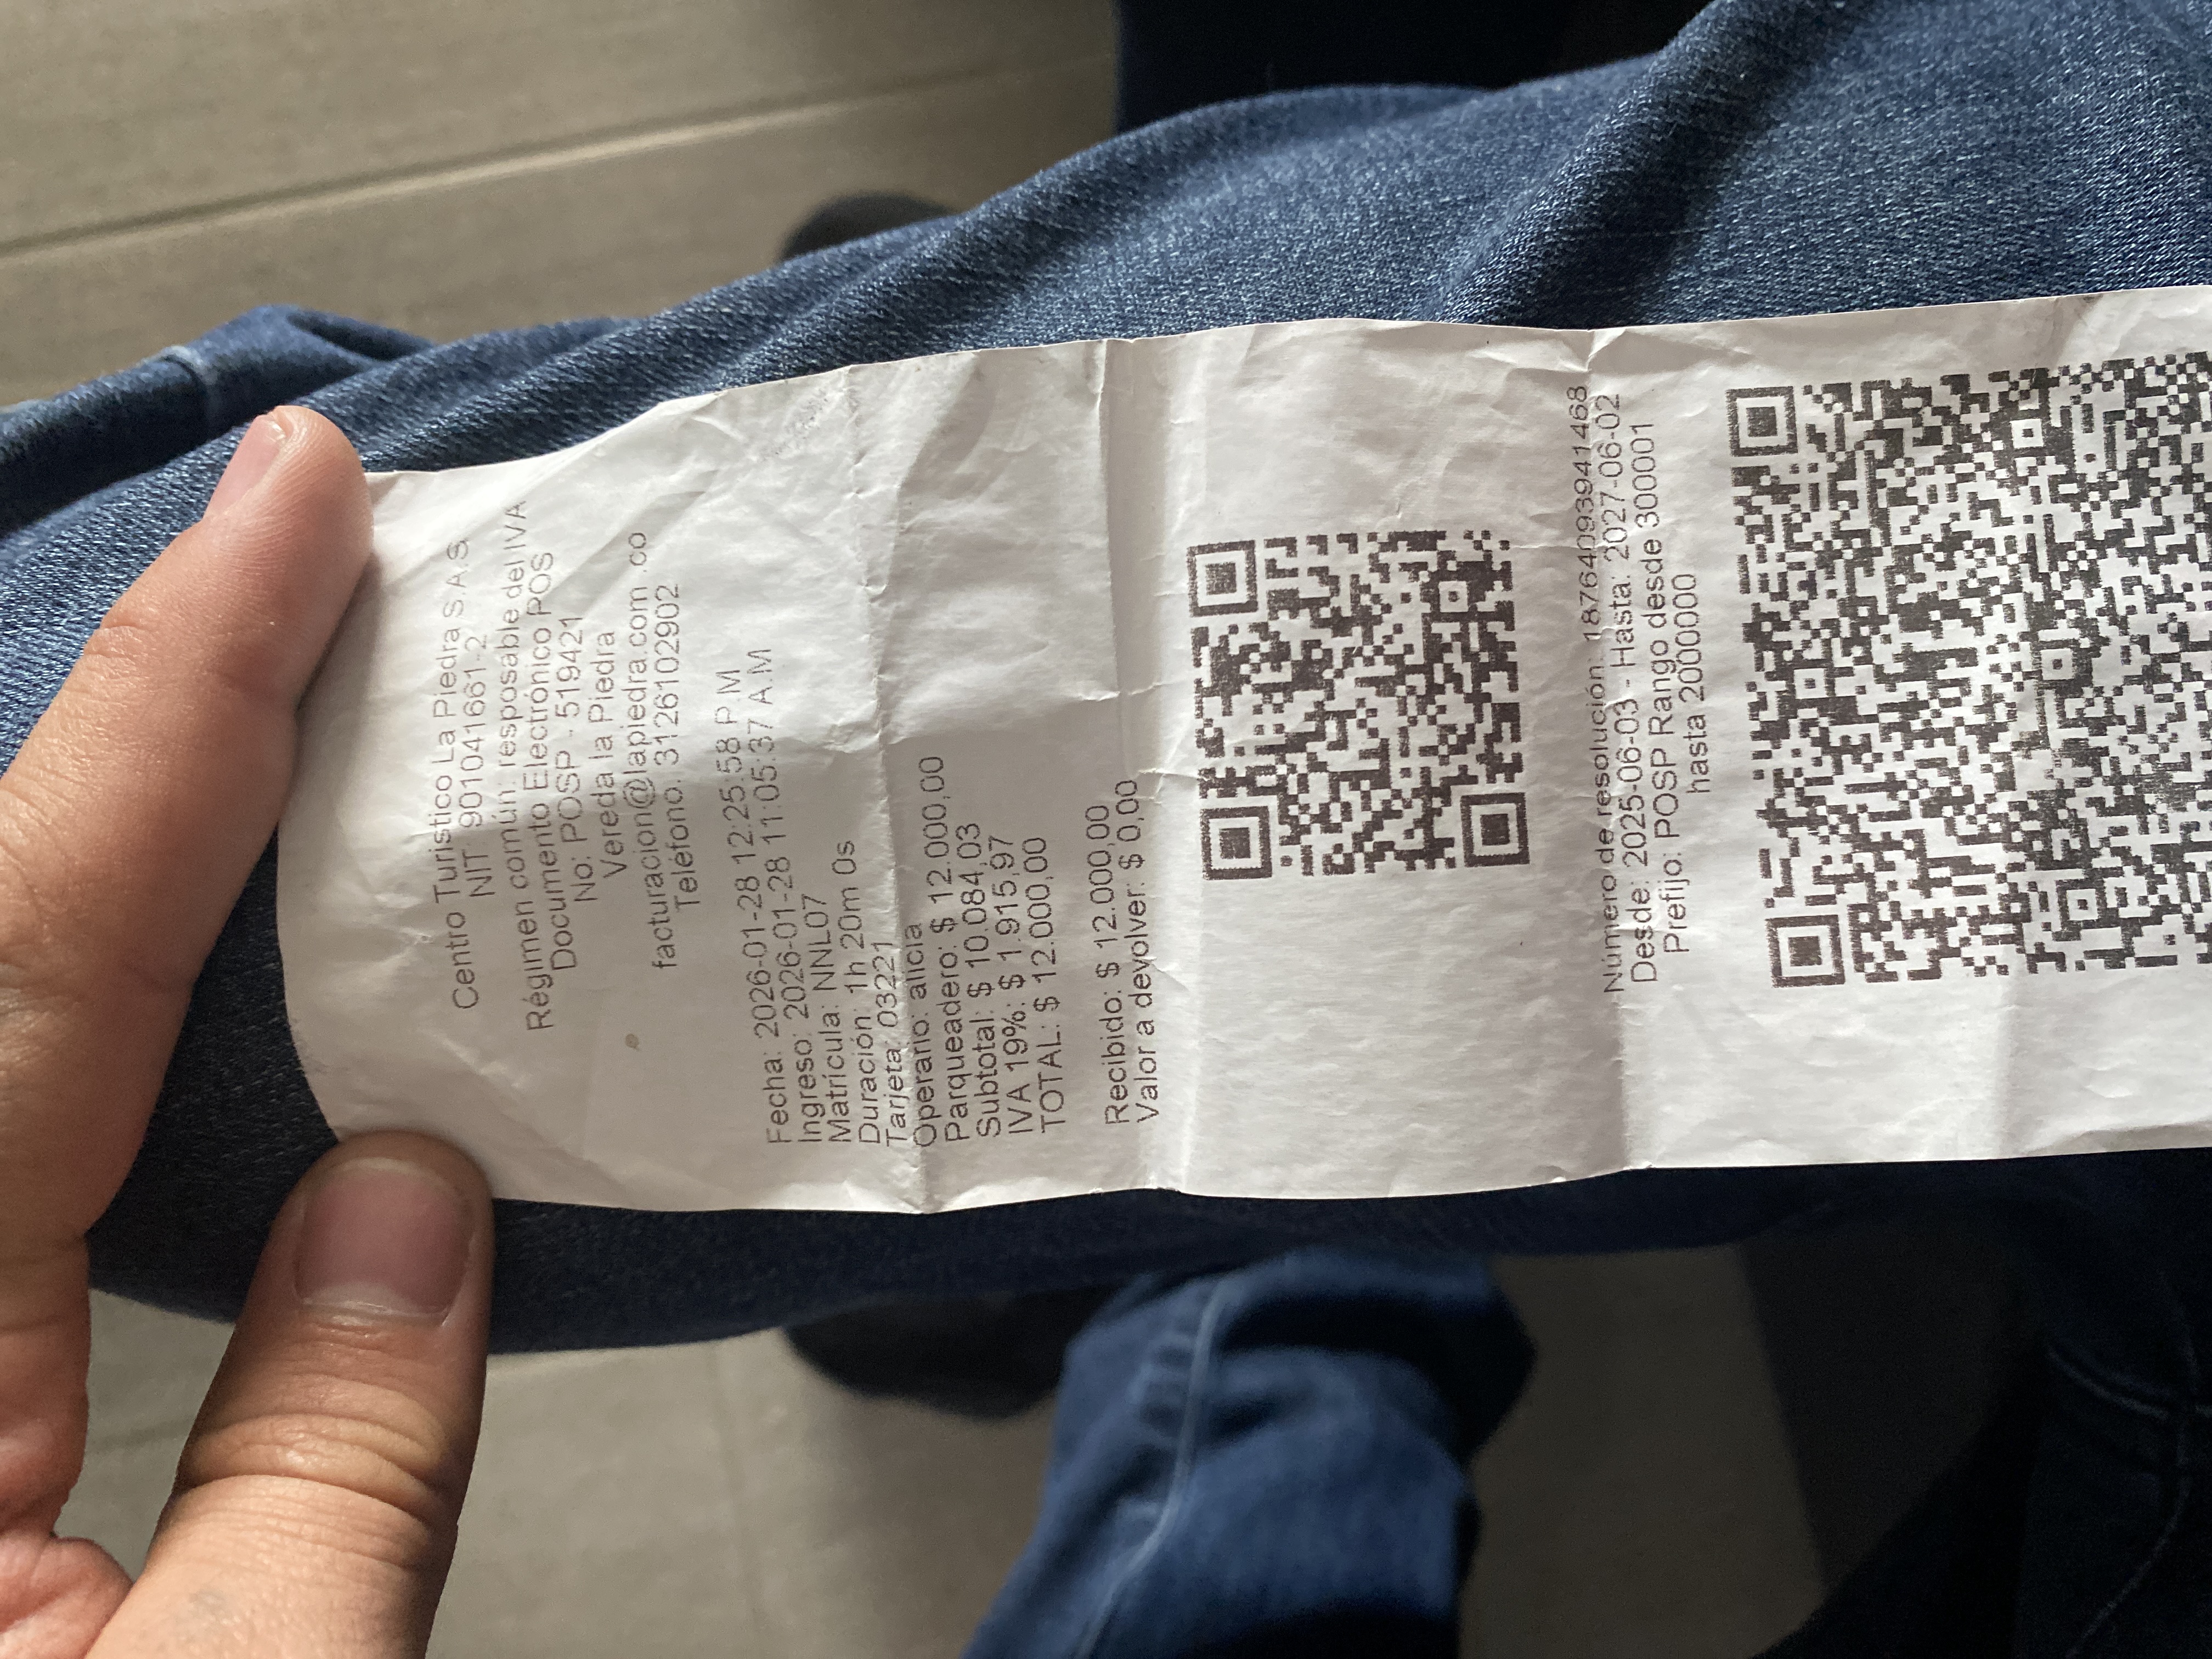 Centro Turistico La Piedra S.A.S.
NIT: 901041661-2
Régimen común: resposable del IVA
Documento Electrónico POS
No: POSP - 519421
Vereda la Piedra
facturacion@lapiedra.com .co
Teléfono: 3126102902
Fecha: 2026-01-28 12:25:58 P M
Ingreso: 2026-01-28 11:05:37 A.M
Matrícula: NNL07
Duración: 1h 20m 0s
Tarjeta: 03221
Operario: alicia
Parqueadero: $ 12.000,00
Subtotal: $ 10.084,03
IVA 19%: $ 1.915,97
TOTAL: $ 12.000,00
Recibido: $ 12.000,00
Valor a devolver: $ 0,00
Número de resolución: 18764093941468
Desde: 2025-06-03 - Hasta: 2027-06-02
Prefijo: POSP Rango desde 300001
hasta 2000000